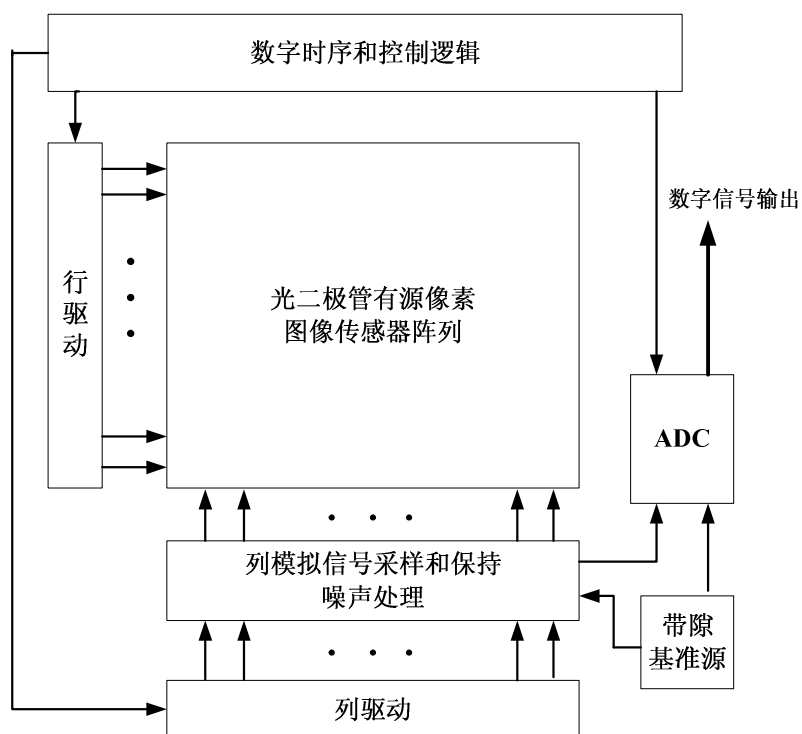 数字时序和控制逻辑
数字信号输出
行
驱
动
光二极管有源像素
图像传感器阵列
ADC
列模拟信号采样和保持
噪声处理
带隙
基准源
列驱动